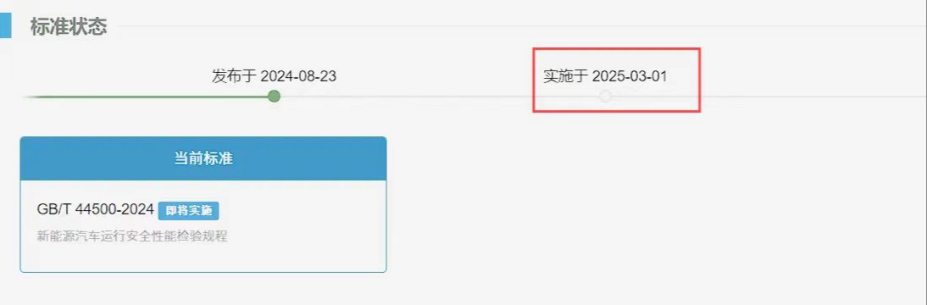 标准状态
发布于 2024-08-23
实施于 2025-03-01
当前标准
GB/T 44500-2024 即将实施
新能源汽车运行安全性能检验规程